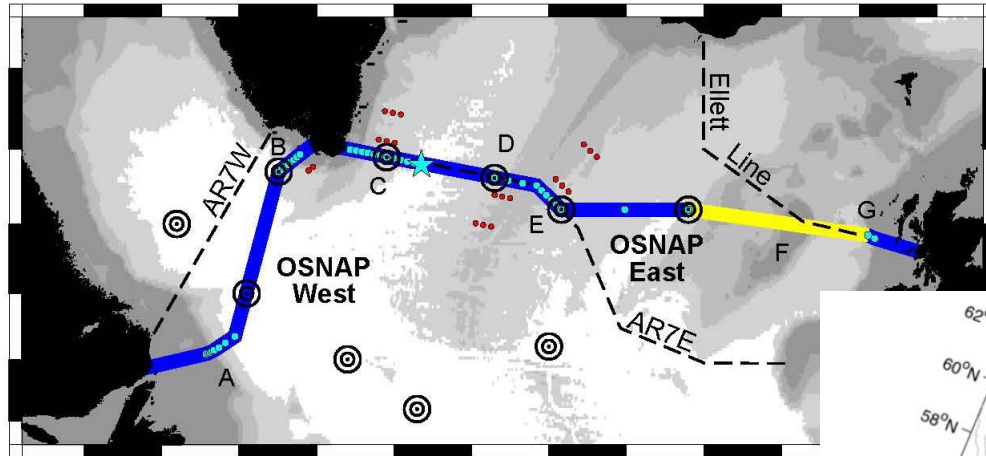 Ellett
Line
AR7W
B
C
D
E
G
F
OSNAP
West
OSNAP
East
AR7E
A
62°
60°N
58°N